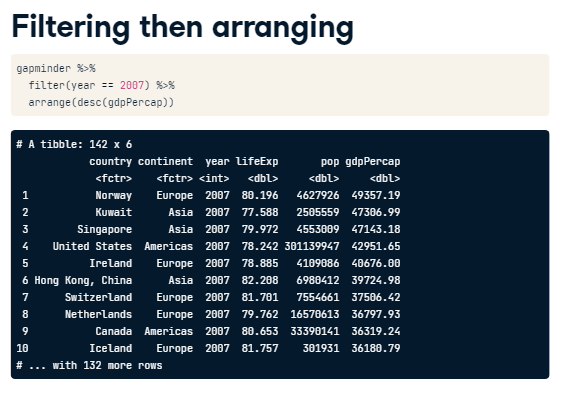 Filtering then arranging
gapminder %>%
  filter(year == 2007) %>%
  arrange(desc(gdpPercap))
# A tibble: 142 x 6
            country continent  year lifeExp       pop gdpPercap
             <fctr>    <fctr> <int>   <dbl>     <dbl>     <dbl>
 1           Norway    Europe  2007  80.196   4627926  49357.19
 2           Kuwait      Asia  2007  77.588   2505559  47306.99
 3        Singapore      Asia  2007  79.972   4553009  47143.18
 4    United States  Americas  2007  78.242 301139947  42951.65
 5          Ireland    Europe  2007  78.885   4109086  40676.00
 6 Hong Kong, China      Asia  2007  82.208   6980412  39724.98
 7      Switzerland    Europe  2007  81.701   7554661  37506.42
 8      Netherlands    Europe  2007  79.762  16570613  36797.93
 9           Canada  Americas  2007  80.653  33390141  36319.24
10          Iceland    Europe  2007  81.757    301931  36180.79
# ... with 132 more rows